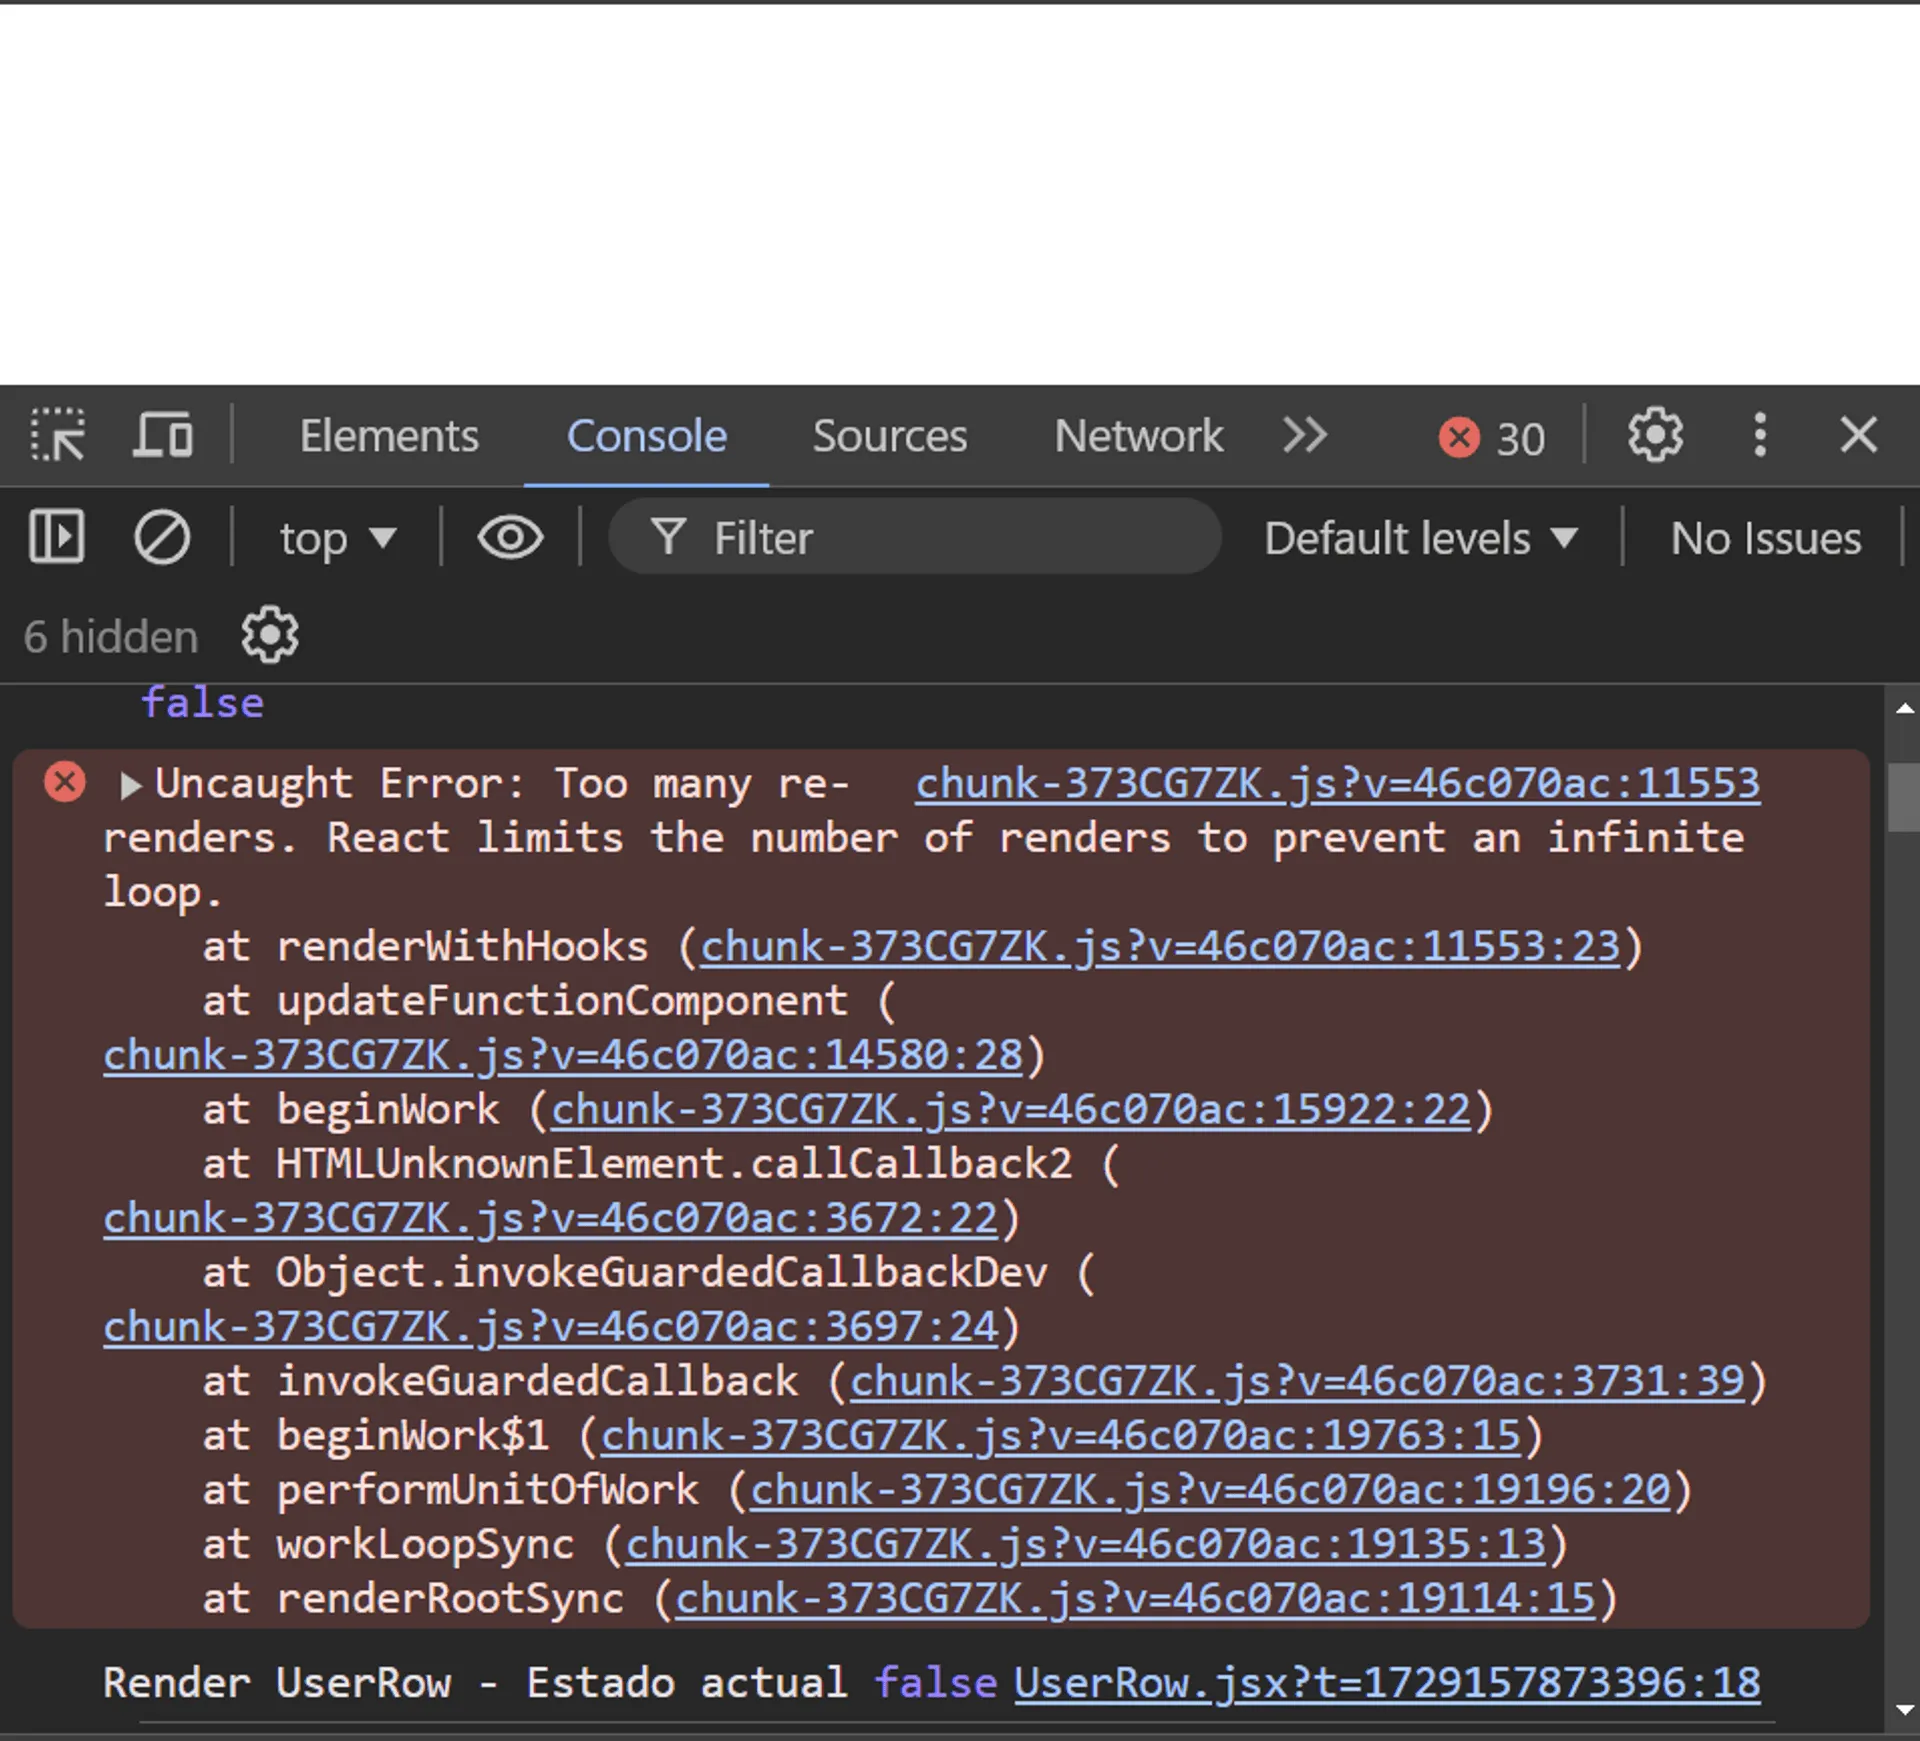 Elements Console Sources Network 30
top Filter Default levels No Issues
6 hidden
false
Uncaught Error: Too many re- chunk-373CG7ZK.js?v=46c070ac:11553
renders. React limits the number of renders to prevent an infinite
loop.
at renderWithHooks (chunk-373CG7ZK.js?v=46c070ac:11553:23)
at updateFunctionComponent (
chunk-373CG7ZK.js?v=46c070ac:14580:28)
at beginWork (chunk-373CG7ZK.js?v=46c070ac:15922:22)
at HTMLUnknownElement.callCallback2 (
chunk-373CG7ZK.js?v=46c070ac:3672:22)
at Object.invokeGuardedCallbackDev (
chunk-373CG7ZK.js?v=46c070ac:3697:24)
at invokeGuardedCallback (chunk-373CG7ZK.js?v=46c070ac:3731:39)
at beginWork$1 (chunk-373CG7ZK.js?v=46c070ac:19763:15)
at performUnitOfWork (chunk-373CG7ZK.js?v=46c070ac:19196:20)
at workLoopSync (chunk-373CG7ZK.js?v=46c070ac:19135:13)
at renderRootSync (chunk-373CG7ZK.js?v=46c070ac:19114:15)
Render UserRow - Estado actual false UserRow.jsx?t=1729157873396:18